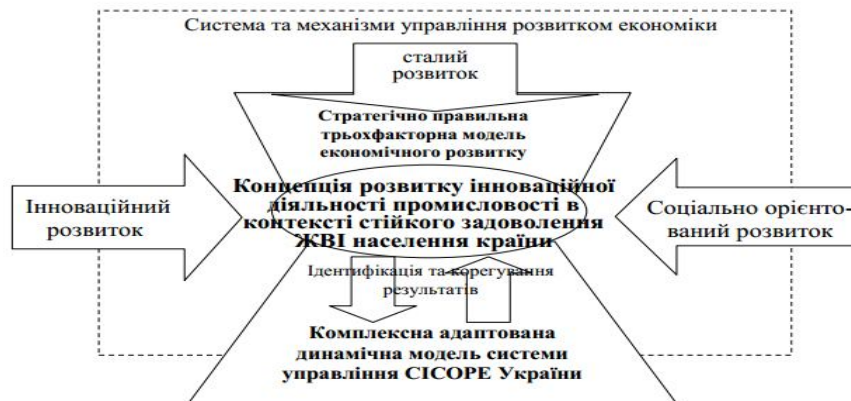 Система та механізми управління розвитком економіки
сталий
розвиток
Стратегічно правильна
трьохфакторна модель
економічного розвитку
Концепція розвитку інноваційної
діяльності промисловості в
контексті стійкого задоволення
ЖВІ населення країни
Інноваційний
розвиток
Соціально орієнто-
ваний розвиток
Ідентифікація та корегування
результатів
Комплексна адаптована
динамічна модель системи
управління СІСОРЕ України